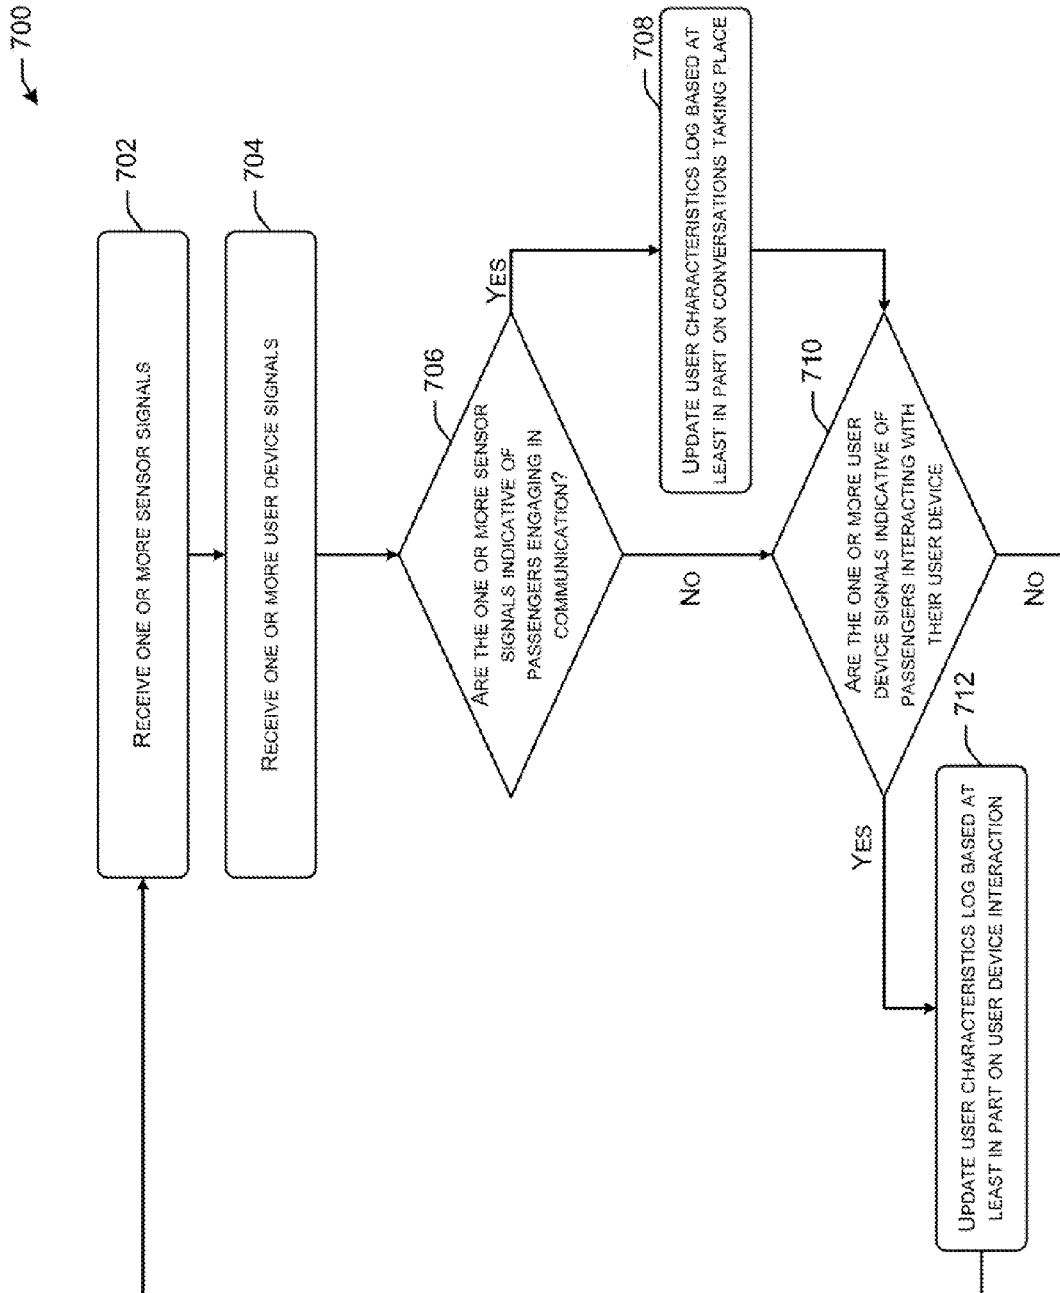 700
702
RECEIVE ONE OR MORE SENSOR SIGNALS
704
RECEIVE ONE OR MORE USER DEVICE SIGNALS
706
ARE THE ONE OR MORE SENSOR
SIGNALS INDICATIVE OF
PASSENGERS ENGAGING IN
COMMUNICATION?
YES
NO
708
UPDATE USER CHARACTERISTICS LOG BASED AT
LEAST IN PART ON CONVERSATIONS TAKING PLACE
710
ARE THE ONE OR MORE USER
DEVICE SIGNALS INDICATIVE OF
PASSENGERS INTERACTING WITH
THEIR USER DEVICE
YES
NO
712
UPDATE USER CHARACTERISTICS LOG BASED AT
LEAST IN PART ON USER DEVICE INTERACTION